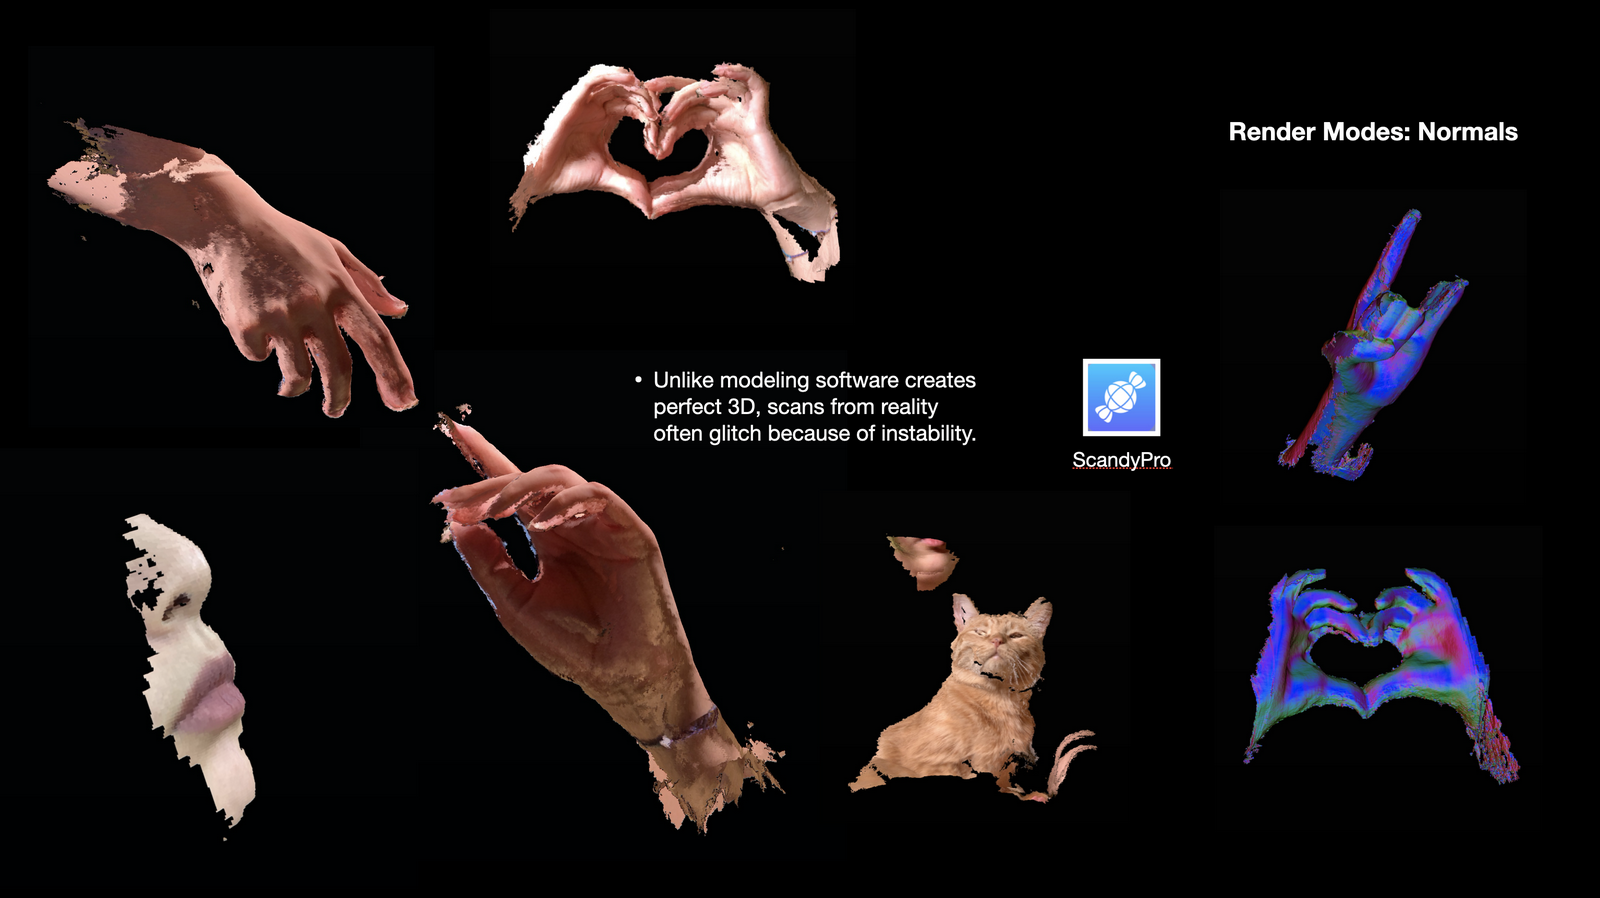 Render Modes: Normals
• Unlike modeling software creates
perfect 3D, scans from reality
often glitch because of instability.
ScandyPro